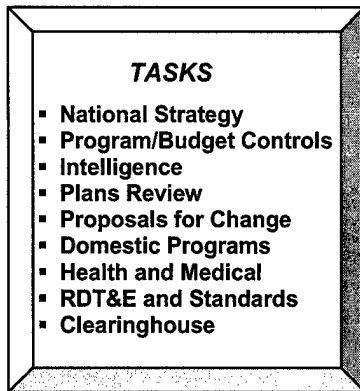 TASKS
▪ National Strategy
▪ Program/Budget Controls
▪ Intelligence
▪ Plans Review
▪ Proposals for Change
▪ Domestic Programs
▪ Health and Medical
▪ RDT&E and Standards
▪ Clearinghouse